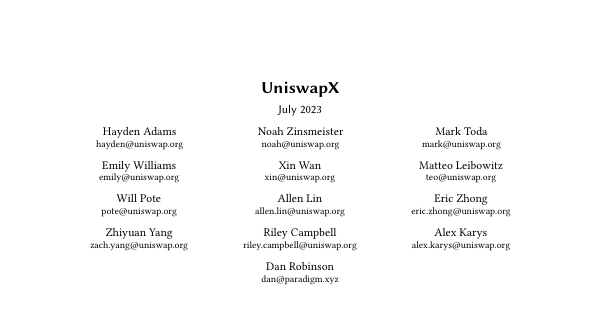 UniswapX
July 2023
Hayden Adams
hayden@uniswap.org
Noah Zinsmeister
noah@uniswap.org
Mark Toda
mark@uniswap.org
Emily Williams
emily@uniswap.org
Xin Wan
xin@uniswap.org
Matteo Leibowitz
teo@uniswap.org
Will Pote
pote@uniswap.org
Allen Lin
allen.lin@uniswap.org
Eric Zhong
eric.zhong@uniswap.org
Zhiyuan Yang
zach.yang@uniswap.org
Riley Campbell
riley.campbell@uniswap.org
Alex Karys
alex.karys@uniswap.org
Dan Robinson
dan@paradigm.xyz